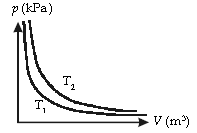 p (kPa)
T₂
T₁
V (m³)